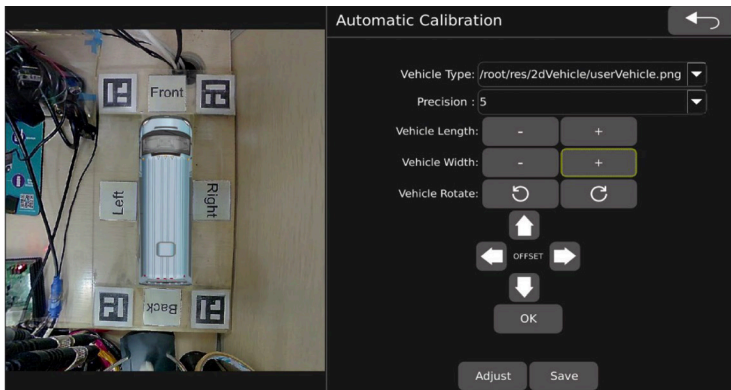 Front
Left
Right
Back
Automatic Calibration
Vehicle Type: /root/res/2dVehicle/userVehicle.png
Precision : 5
Vehicle Length: - +
Vehicle Width: - +
Vehicle Rotate:
OFFSET
OK
Adjust Save